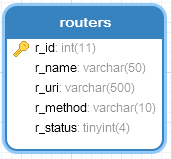 routers
r_id: int(11)
r_name: varchar(50)
r_uri: varchar(500)
r_method: varchar(10)
r_status: tinyint(4)